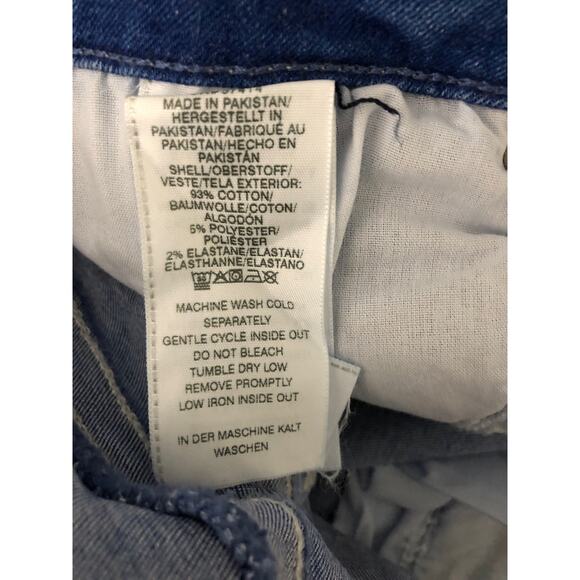 MADE IN PAKISTAN/
HERGESTELLT IN
PAKISTAN/FABRIQUÉ AU
PAKISTAN/HECHO EN
PAKISTÁN
SHELL/OBERSTOFF/
VESTE/TELA EXTERIOR:
93% COTTON/
BAUMWOLLE/COTON/
ALGODÓN
5% POLYESTER/
POLIÉSTER
2% ELASTANE/ELASTAN/
ELASTHANNE/ELASTANO
MACHINE WASH COLD
SEPARATELY
GENTLE CYCLE INSIDE OUT
DO NOT BLEACH
TUMBLE DRY LOW
REMOVE PROMPTLY
LOW IRON INSIDE OUT
IN DER MASCHINE KALT
WASCHEN